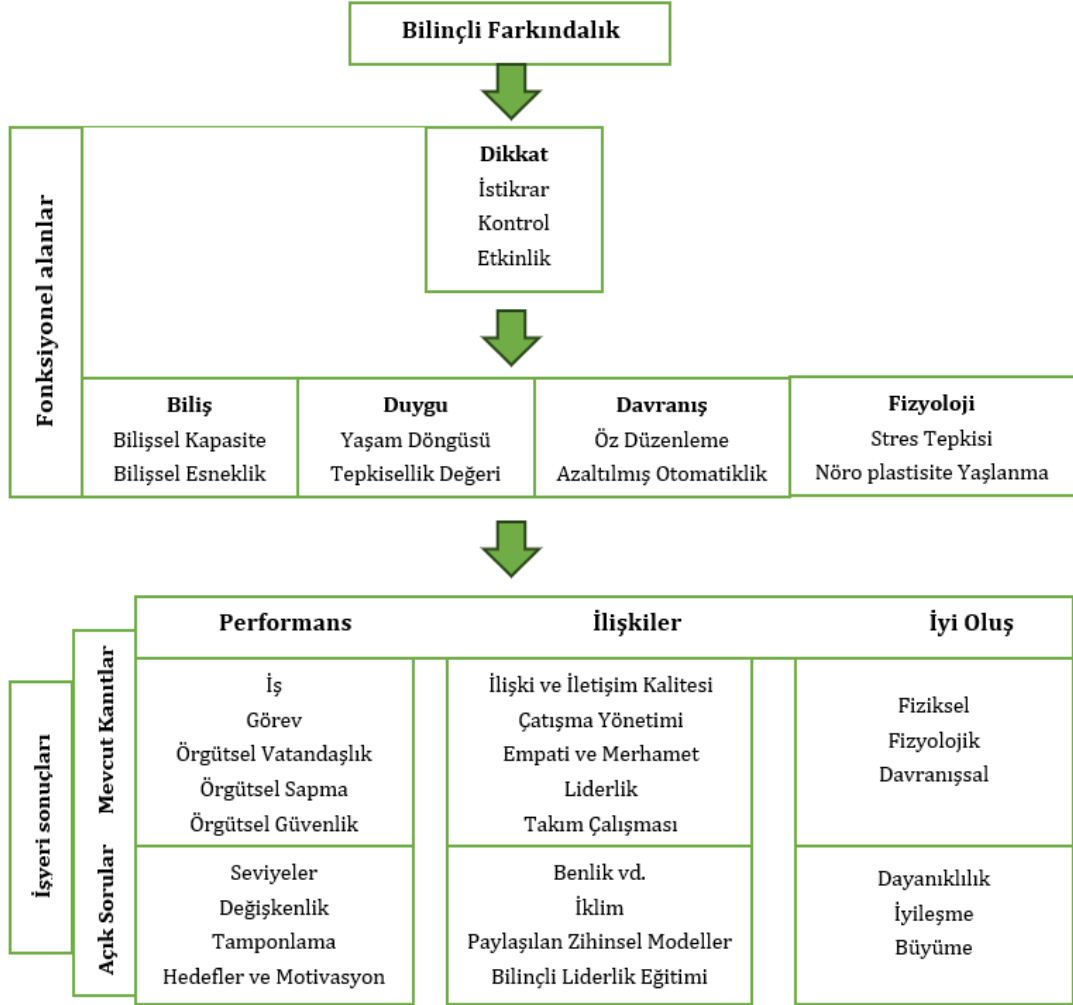 Bilinçli Farkındalık
Fonksiyonel alanlar
Dikkat
İstikrar
Kontrol
Etkinlik
Biliş
Bilişsel Kapasite
Bilişsel Esneklik
Duygu
Yaşam Döngüsü
Tepkisellik Değeri
Davranış
Öz Düzenleme
Azaltılmış Otomatiklik
Fizyoloji
Stres Tepkisi
Nöro plastisite Yaşlanma
İşyeri sonuçları
Performans
İlişkiler
İyi Oluş
Mevcut Kanıtlar
İş
Görev
Örgütsel Vatandaşlık
Örgütsel Sapma
Örgütsel Güvenlik
İlişki ve İletişim Kalitesi
Çatışma Yönetimi
Empati ve Merhamet
Liderlik
Takım Çalışması
Fiziksel
Fizyolojik
Davranışsal
Açık Sorular
Seviyeler
Değişkenlik
Tamponlama
Hedefler ve Motivasyon
Benlik vd.
İklim
Paylaşılan Zihinsel Modeller
Bilinçli Liderlik Eğitimi
Dayanıklılık
İyileşme
Büyüme